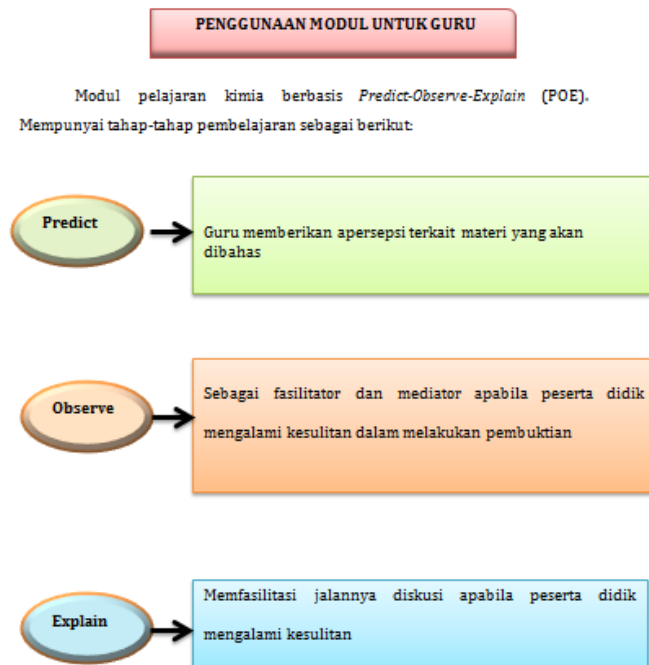 PENGGUNAAN MODUL UNTUK GURU
Modul pelajaran kimia berbasis Predict-Observe-Explain (POE).
Mempunyai tahap-tahap pembelajaran sebagai berikut:
Predict
Guru memberikan apersepsi terkait materi yang akan
dibahas
Observe
Sebagai fasilitator dan mediator apabila peserta didik
mengalami kesulitan dalam melakukan pembuktian
Explain
Memfasilitasi jalannya diskusi apabila peserta didik
mengalami kesulitan